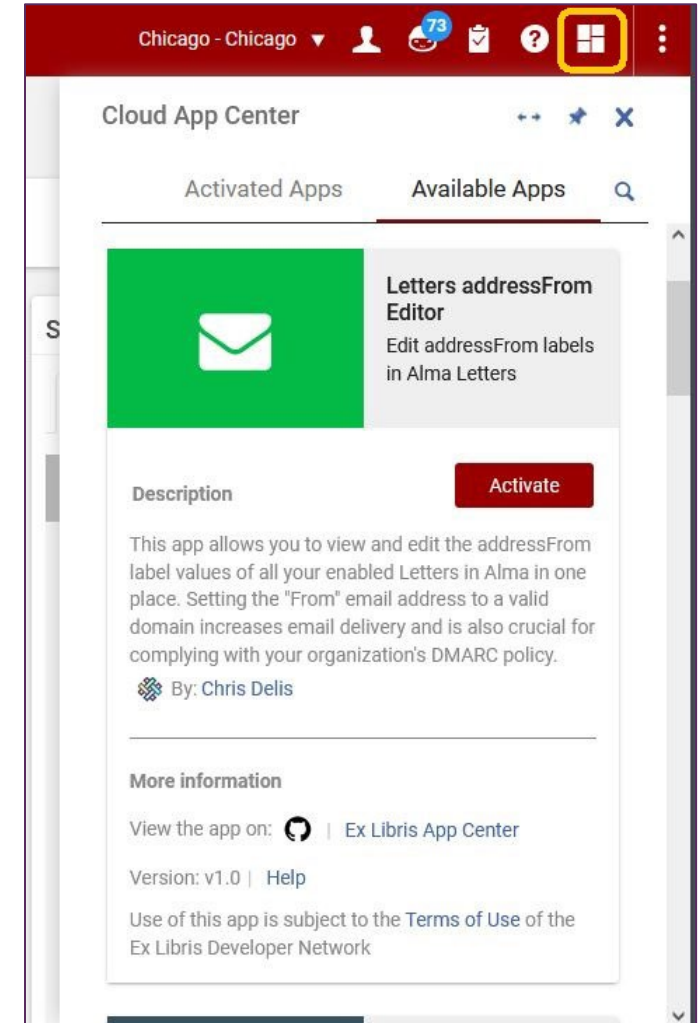 Chicago - Chicago
73
Cloud App Center
Activated Apps
Available Apps
S
Letters addressFrom
Editor
Edit addressFrom labels
in Alma Letters
Description
Activate
This app allows you to view and edit the addressFrom
label values of all your enabled Letters in Alma in one
place. Setting the "From" email address to a valid
domain increases email delivery and is also crucial for
complying with your organization's DMARC policy.
By: Chris Delis
More information
View the app on: | Ex Libris App Center
Version: v1.0 | Help
Use of this app is subject to the Terms of Use of the
Ex Libris Developer Network